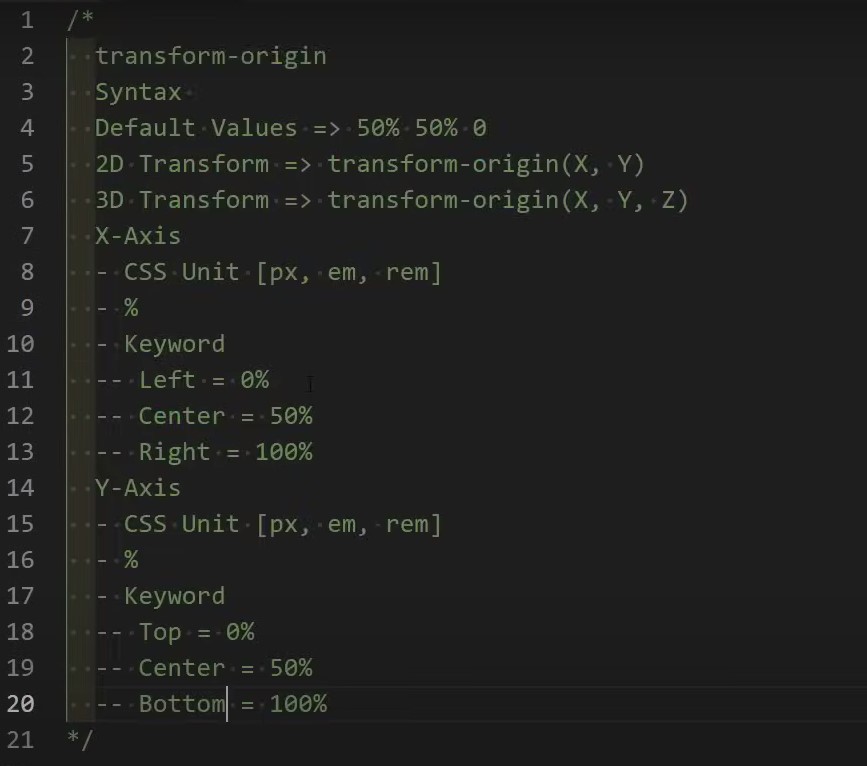 1 /*
2 transform-origin
3 Syntax
4 Default Values => 50% 50% 0
5 2D Transform => transform-origin(X, Y)
6 3D Transform => transform-origin(X, Y, Z)
7 X-Axis
8 - CSS Unit [px, em, rem]
9 - %
10 - Keyword
11 -- Left = 0%
12 -- Center = 50%
13 -- Right = 100%
14 Y-Axis
15 - CSS Unit [px, em, rem]
16 - %
17 - Keyword
18 -- Top = 0%
19 -- Center = 50%
20 -- Bottom = 100%
21 */